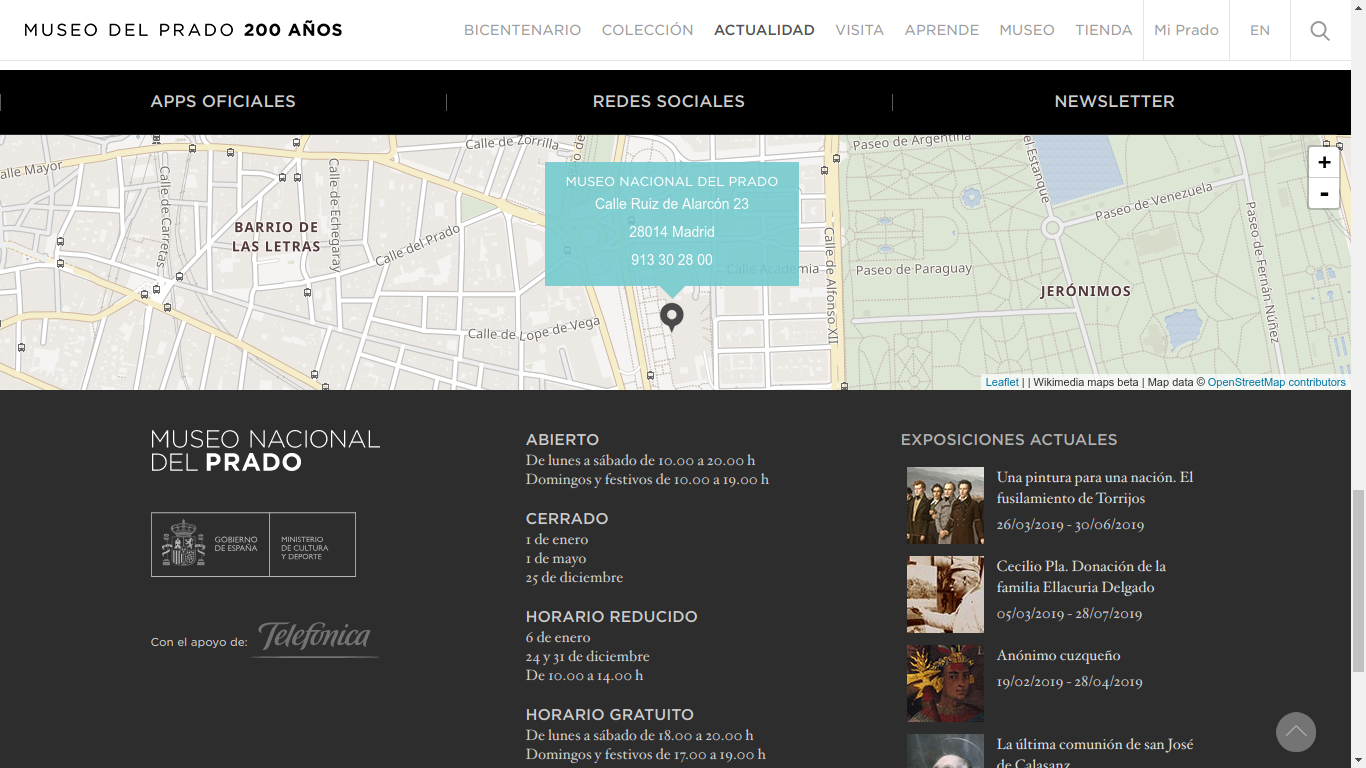 MUSEO DEL PRADO 200 AÑOS
BICENTENARIO COLECCIÓN ACTUALIDAD VISITA APRENDE MUSEO TIENDA Mi Prado EN
APPS OFICIALES REDES SOCIALES NEWSLETTER
Calle de Zorrilla
Paseo de Argentina
alle Mayor
Calle de Carretas
Calle de Echegaray
el Estanque
MUSEO NACIONAL DEL PRADO
Calle Ruiz de Alarcón 23
28014 Madrid
913 30 28 00
+
-
Paseo de Venezuela
BARRIO DE
LAS LETRAS
Calle del Prado
Calle Academia
Calle de Alfonso XII
Paseo de Paraguay
Paseo de Fernán Núñez
JERÓNIMOS
Calle de Lope de Vega
Leaflet | | Wikimedia maps beta | Map data © OpenStreetMap contributors
MUSEO NACIONAL
DEL PRADO
GOBIERNO
DE ESPAÑA
MINISTERIO
DE CULTURA
Y DEPORTE
Con el apoyo de: Telefónica
ABIERTO
De lunes a sábado de 10.00 a 20.00 h
Domingos y festivos de 10.00 a 19.00 h
CERRADO
1 de enero
1 de mayo
25 de diciembre
HORARIO REDUCIDO
6 de enero
24 y 31 de diciembre
De 10.00 a 14.00 h
HORARIO GRATUITO
De lunes a sábado de 18.00 a 20.00 h
Domingos y festivos de 17.00 a 19.00 h
EXPOSICIONES ACTUALES
Una pintura para una nación. El
fusilamiento de Torrijos
26/03/2019 - 30/06/2019
Cecilio Pla. Donación de la
familia Ellacuria Delgado
05/03/2019 - 28/07/2019
Anónimo cuzqueño
19/02/2019 - 28/04/2019
La última comunión de san José
de Calasanz